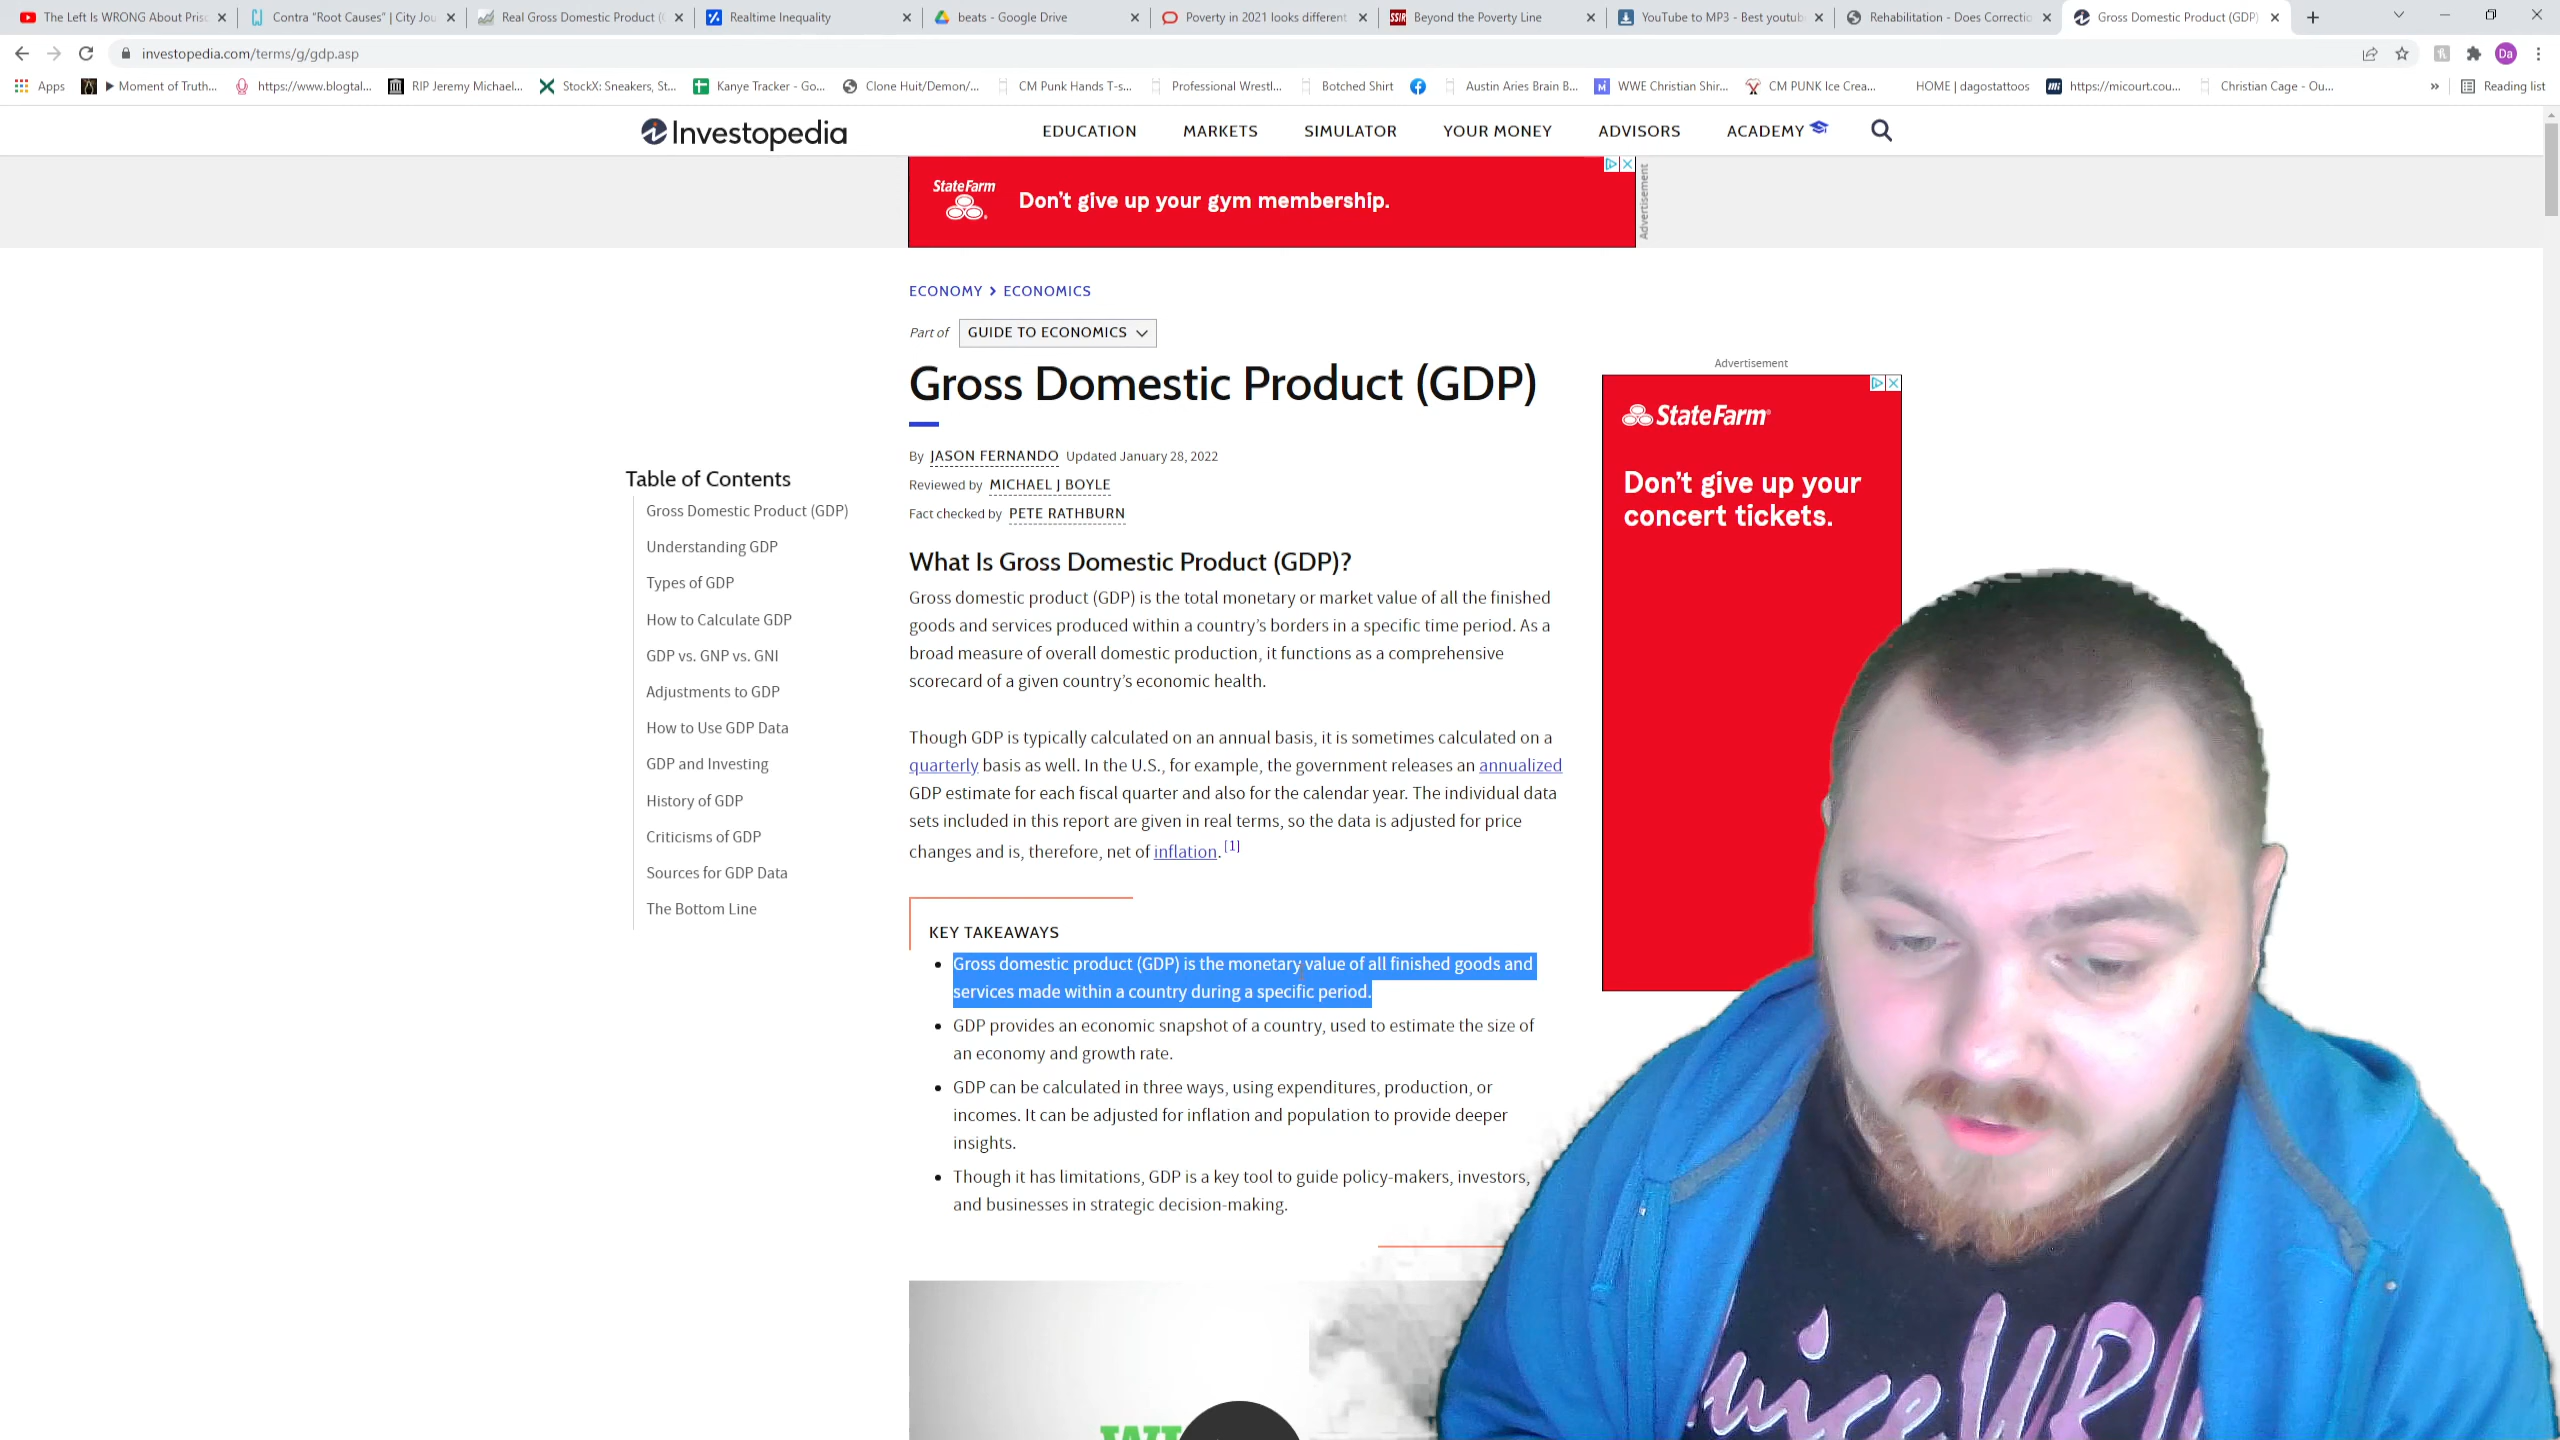 The Left Is WRONG About Pris
Contra "Root Causes" | City Jou
Real Gross Domestic Product (
Realtime Inequality
beats - Google Drive
Poverty in 2021 looks different
Beyond the Poverty Line
YouTube to MP3 - Best youtub
Rehabilitation - Does Correctio
Gross Domestic Product (GDP)
investopedia.com/terms/g/gdp.asp
Da
Apps
Moment of Truth...
https://www.blogtal...
RIP Jeremy Michael...
StockX: Sneakers, St...
Kanye Tracker - Go...
Clone Huit/Demon/...
CM Punk Hands T-s...
Professional Wrestl...
Botched Shirt
Austin Aries Brain B...
WWE Christian Shir...
CM PUNK Ice Crea...
HOME | dagostattoos
https://micourt.cou...
Christian Cage - Ou...
»
Reading list
Investopedia
EDUCATION
MARKETS
SIMULATOR
YOUR MONEY
ADVISORS
ACADEMY
StateFarm
Don't give up your gym membership.
Advertisement
ECONOMY > ECONOMICS
Part of GUIDE TO ECONOMICS
Gross Domestic Product (GDP)
By JASON FERNANDO Updated January 28, 2022
Reviewed by MICHAEL J BOYLE
Fact checked by PETE RATHBURN
Table of Contents
Gross Domestic Product (GDP)
Understanding GDP
Types of GDP
How to Calculate GDP
GDP vs. GNP vs. GNI
Adjustments to GDP
How to Use GDP Data
GDP and Investing
History of GDP
Criticisms of GDP
Sources for GDP Data
The Bottom Line
What Is Gross Domestic Product (GDP)?
Gross domestic product (GDP) is the total monetary or market value of all the finished
goods and services produced within a country's borders in a specific time period. As a
broad measure of overall domestic production, it functions as a comprehensive
scorecard of a given country's economic health.
Though GDP is typically calculated on an annual basis, it is sometimes calculated on a
quarterly basis as well. In the U.S., for example, the government releases an annualized
GDP estimate for each fiscal quarter and also for the calendar year. The individual data
sets included in this report are given in real terms, so the data is adjusted for price
changes and is, therefore, net of inflation. [1]
KEY TAKEAWAYS
• Gross domestic product (GDP) is the monetary value of all finished goods and
services made within a country during a specific period.
• GDP provides an economic snapshot of a country, used to estimate the size of
an economy and growth rate.
• GDP can be calculated in three ways, using expenditures, production, or
incomes. It can be adjusted for inflation and population to provide deeper
insights.
• Though it has limitations, GDP is a key tool to guide policy-makers, investors,
and businesses in strategic decision-making.
Advertisement
StateFarm
Don't give up your
concert tickets.